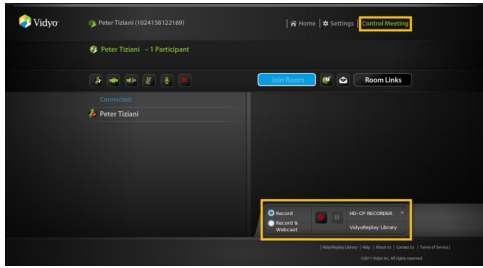 Vidyo
Peter Tiziani (1024158122169)
Home | Settings | Control Meeting
Peter Tiziani - 1 Participant
Join Room
Room Links
Connected:
Peter Tiziani
Record
Record & Webcast
HD-CP RECORDER
VidyoReplay Library
|VidyoReplay Library | Help | About Us | Contact Us | Terms of Service|
©2011 Vidyo Inc. All rights reserved